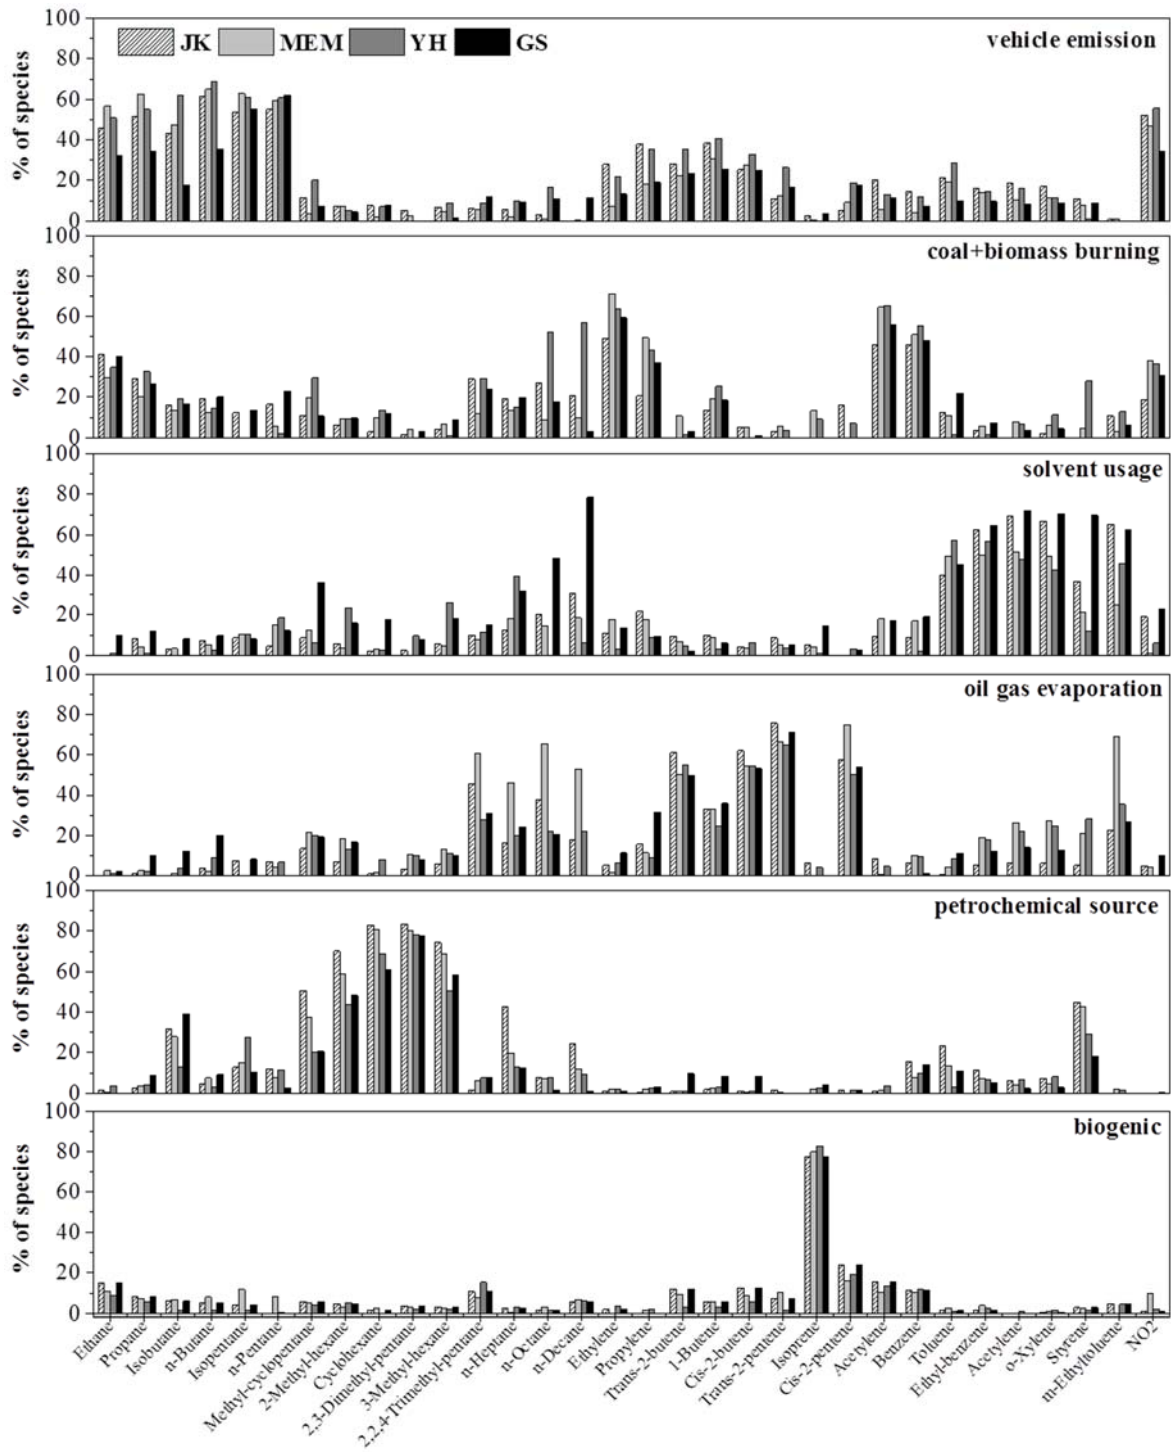 JK MEM YH GS
vehicle emission
% of species
100
80
60
40
20
0
coal+biomass burning
% of species
100
80
60
40
20
0
solvent usage
% of species
100
80
60
40
20
0
oil gas evaporation
% of species
100
80
60
40
20
0
petrochemical source
% of species
100
80
60
40
20
0
biogenic
% of species
100
80
60
40
20
0
Ethane
Propane
Isobutane
n-Butane
Isopentane
n-Pentane
Methyl-cyclopentane
2-Methyl-hexane
Cyclohexane
2,3-Dimethyl-pentane
3-Methyl-hexane
2,2,4-Trimethyl-pentane
n-Heptane
n-Octane
n-Decane
Ethylene
Propylene
Trans-2-butene
1-Butene
Cis-2-butene
Trans-2-pentene
Isoprene
Cis-2-pentene
Acetylene
Benzene
Toluene
Ethyl-benzene
Acetylene
o-Xylene
Styrene
m-Ethyltoluene
NO2